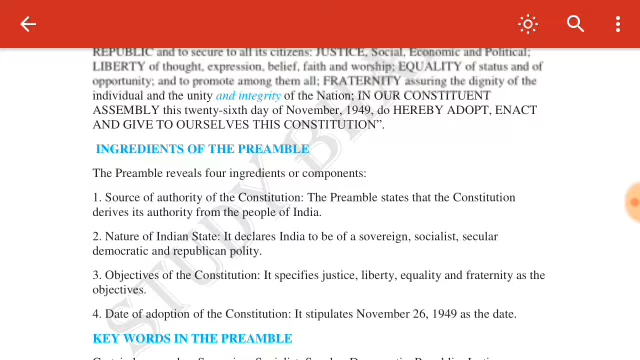 REPUBLIC and to secure to all its citizens: JUSTICE, Social, Economic and Political;
LIBERTY of thought, expression, belief, faith and worship; EQUALITY of status and of
opportunity; and to promote among them all; FRATERNITY assuring the dignity of the
individual and the unity and integrity of the Nation; IN OUR CONSTITUENT
ASSEMBLY this twenty-sixth day of November, 1949, do HEREBY ADOPT, ENACT
AND GIVE TO OURSELVES THIS CONSTITUTION”.
INGREDIENTS OF THE PREAMBLE
The Preamble reveals four ingredients or components:
1. Source of authority of the Constitution: The Preamble states that the Constitution
derives its authority from the people of India.
2. Nature of Indian State: It declares India to be of a sovereign, socialist, secular
democratic and republican polity.
3. Objectives of the Constitution: It specifies justice, liberty, equality and fraternity as the
objectives.
4. Date of adoption of the Constitution: It stipulates November 26, 1949 as the date.
KEY WORDS IN THE PREAMBLE
STUDY